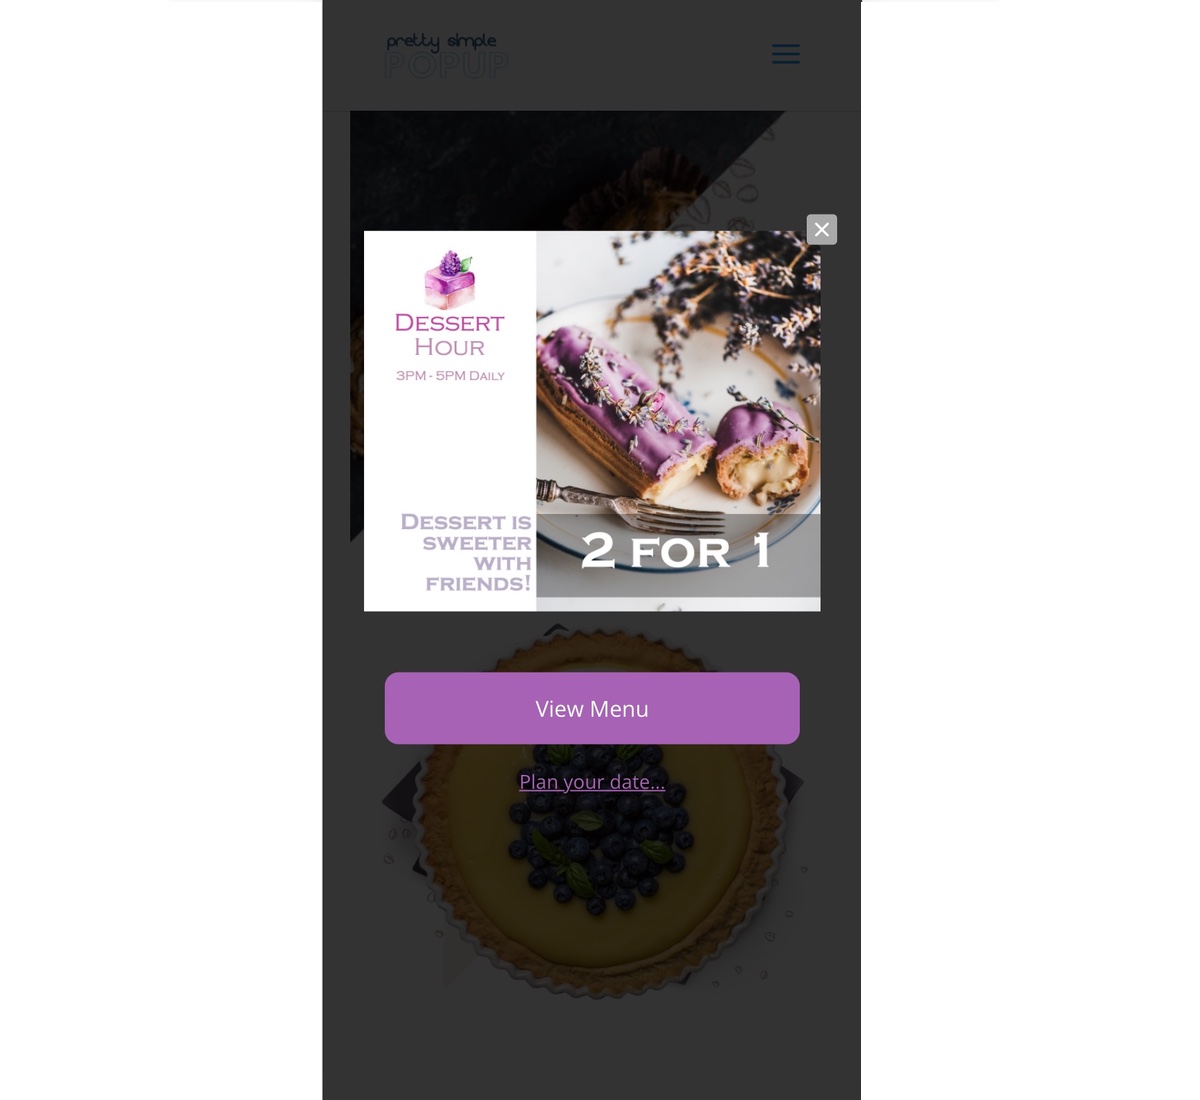 pretty simple
POPUP
Dessert
Hour
3PM - 5PM Daily
Dessert is
sweeter
with
friends!
2 for 1
View Menu
Plan your date...